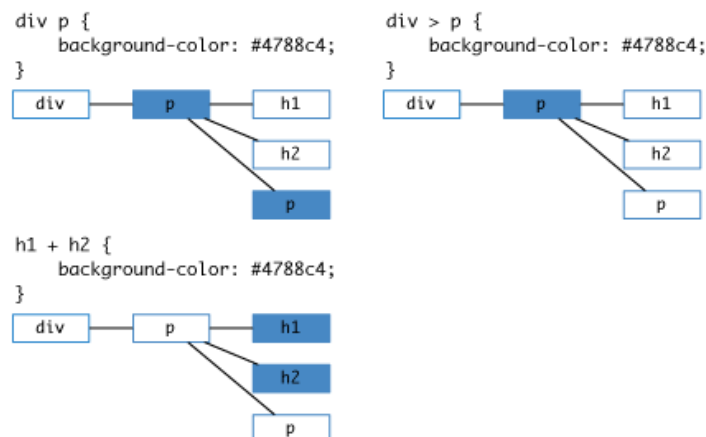 div p {
background-color: #4788c4;
}
div p h1
h2
p
div > p {
background-color: #4788c4;
}
div p h1
h2
p
h1 + h2 {
background-color: #4788c4;
}
div p h1
h2
p